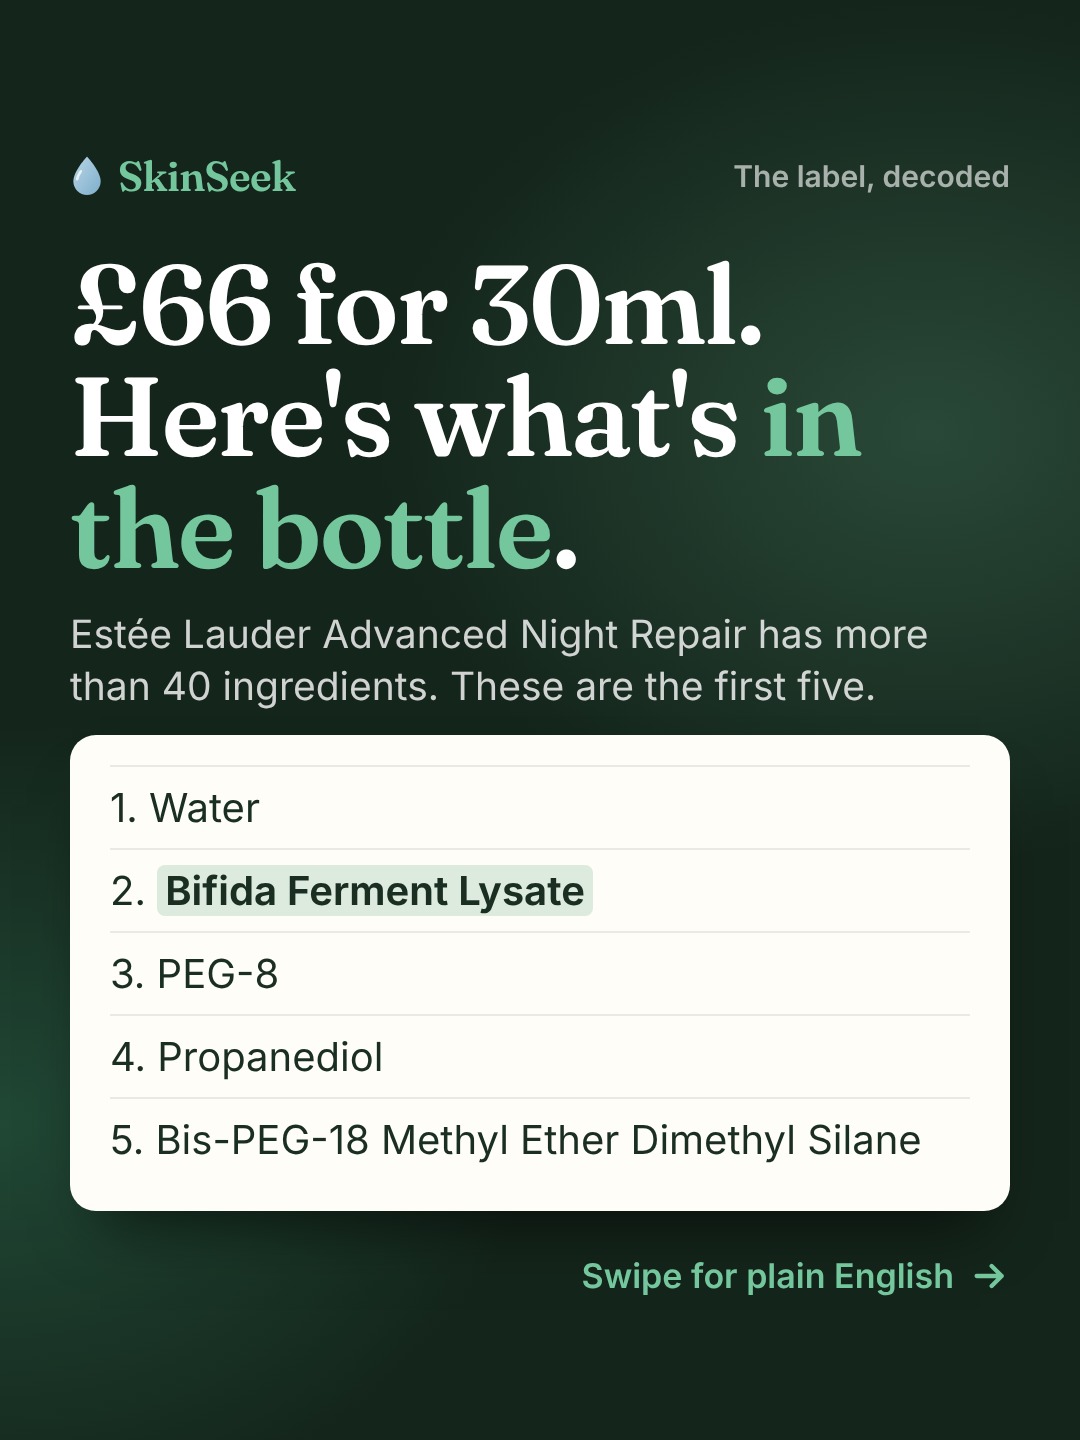 SkinSeek
The label, decoded
£66 for 30ml.
Here's what's in
the bottle.
Estée Lauder Advanced Night Repair has more
than 40 ingredients. These are the first five.
1. Water
2. Bifida Ferment Lysate
3. PEG-8
4. Propanediol
5. Bis-PEG-18 Methyl Ether Dimethyl Silane
Swipe for plain English →